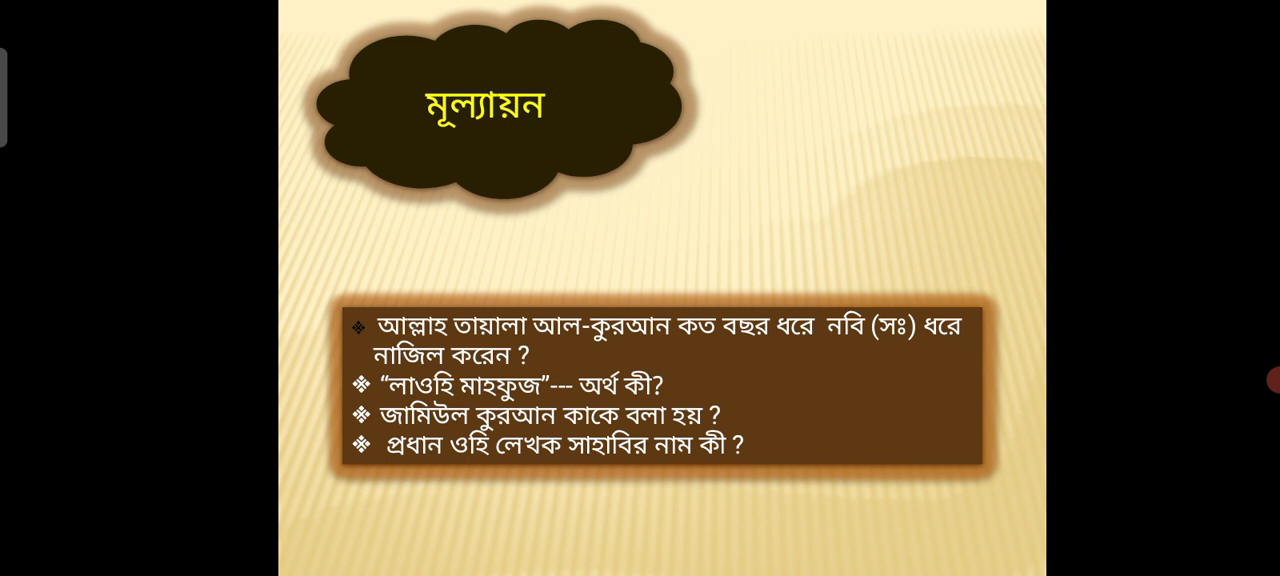 মূল্যায়ন
❖ আল্লাহ তায়ালা আল-কুরআন কত বছর ধরে নবি (সঃ) ধরে
নাজিল করেন ?
❖ “লাওহি মাহফুজ”--- অর্থ কী?
❖ জামিউল কুরআন কাকে বলা হয় ?
❖ প্রধান ওহি লেখক সাহাবির নাম কী ?